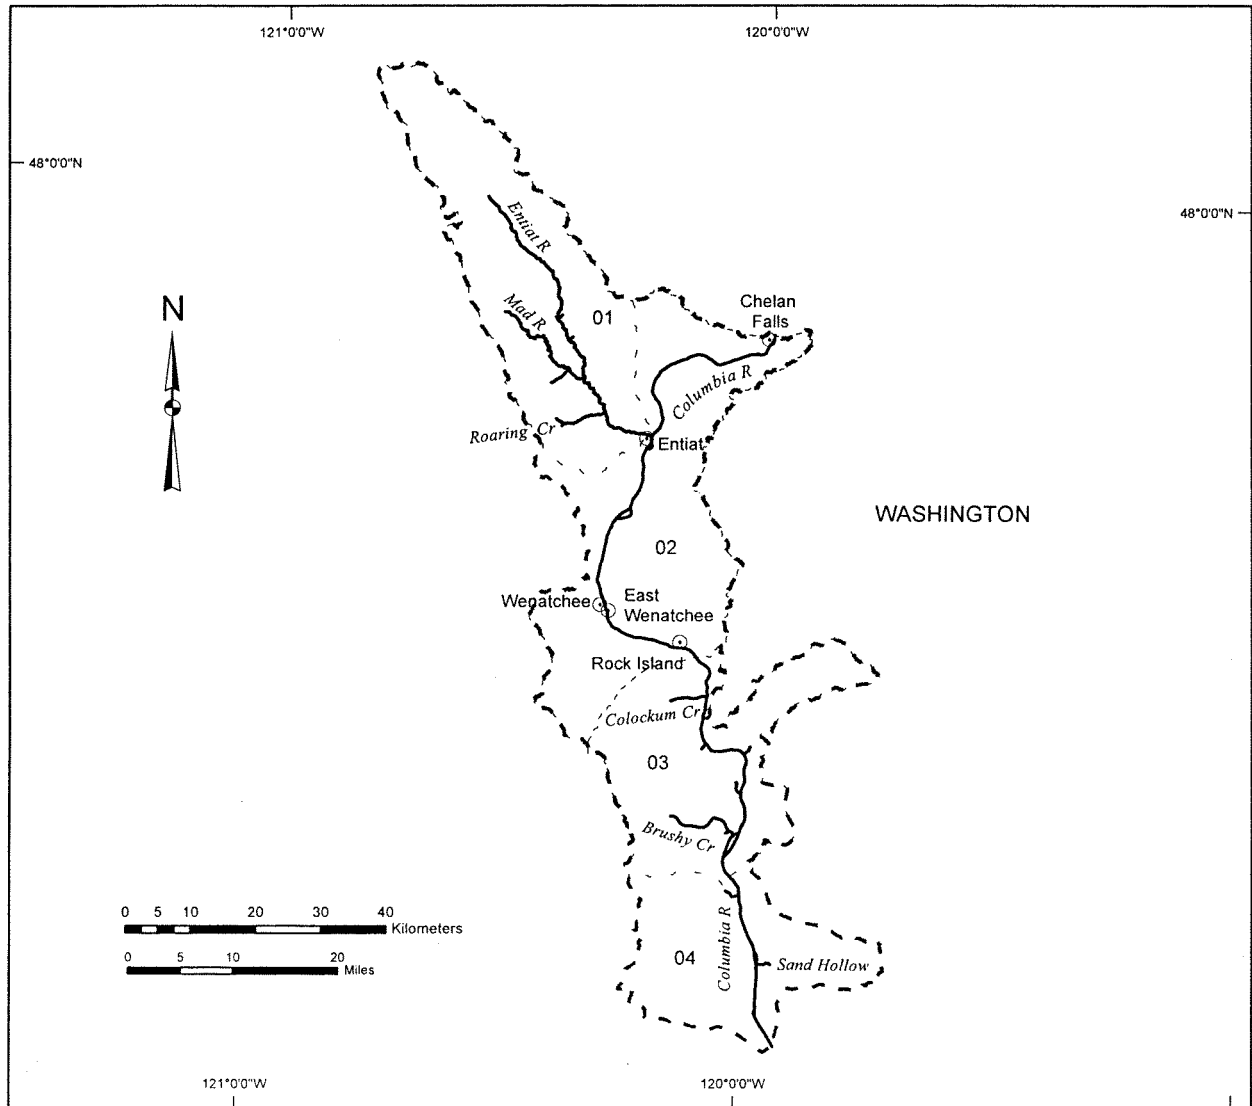 121°0'0"W
120°0'0"W
48°0'0"N
48°0'0"N
Entiat R
Mad R
01
Chelan
Falls
Columbia R
Roaring Cr
Entiat
N
WASHINGTON
02
Wenatchee
East
Wenatchee
Rock Island
Colockum Cr
03
Brushy Cr
0 5 10 20 30 40
Kilometers
0 5 10 20
Miles
04
Columbia R
Sand Hollow
121°0'0"W
120°0'0"W